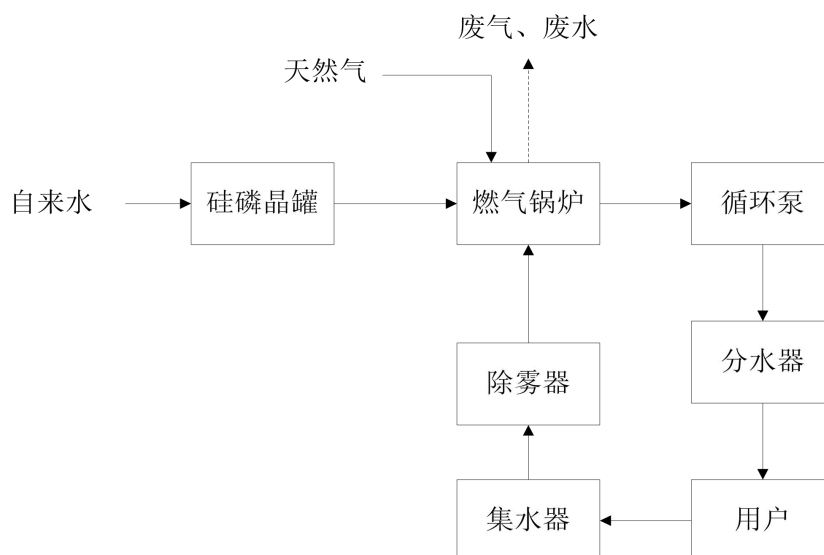 废气、废水
天然气
自来水
硅磷晶罐
燃气锅炉
循环泵
除雾器
分水器
集水器
用户